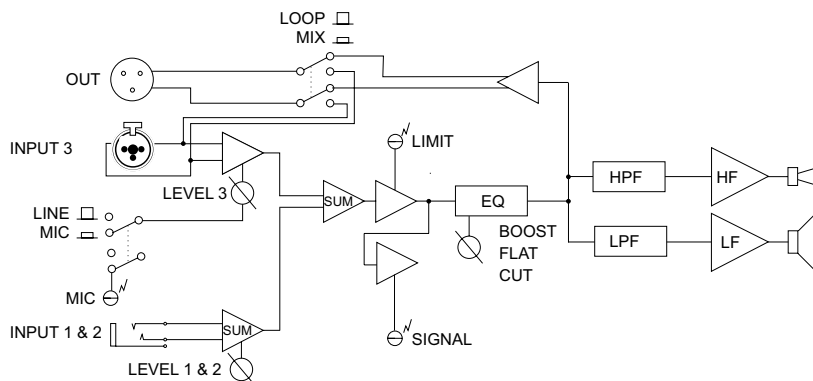 LOOP
MIX
OUT
INPUT 3
LIMIT
LEVEL 3
SUM
EQ
HPF
HF
LINE
MIC
BOOST
FLAT
CUT
LPF
LF
MIC
INPUT 1 & 2
SUM
SIGNAL
LEVEL 1 & 2